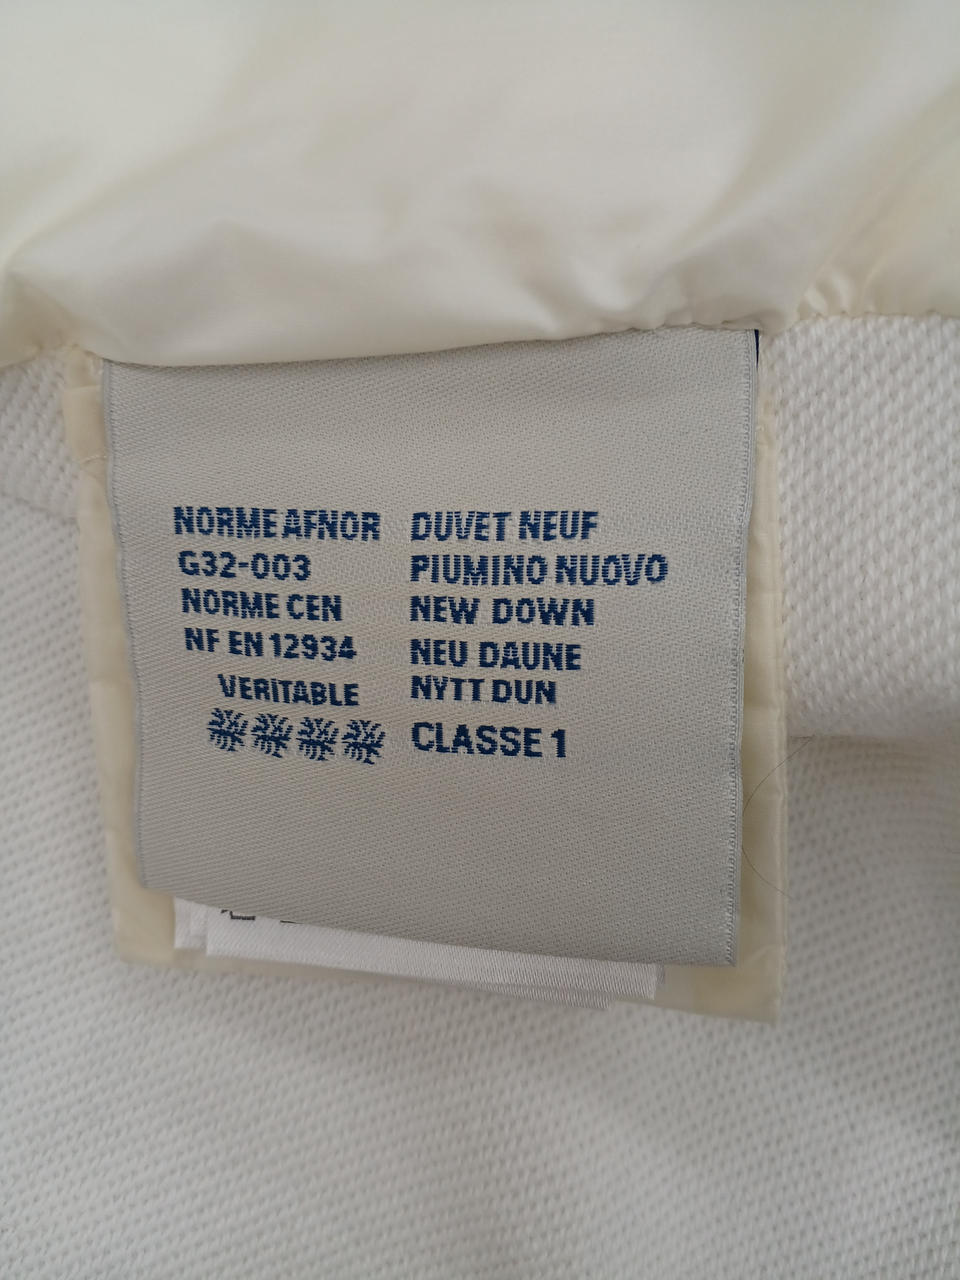 NORME AFNOR
G32-003
NORME CEN
NF EN 12934
VERITABLE
DUVET NEUF
PIUMINO NUOVO
NEW DOWN
NEU DAUNE
NYTT DUN
CLASSE 1